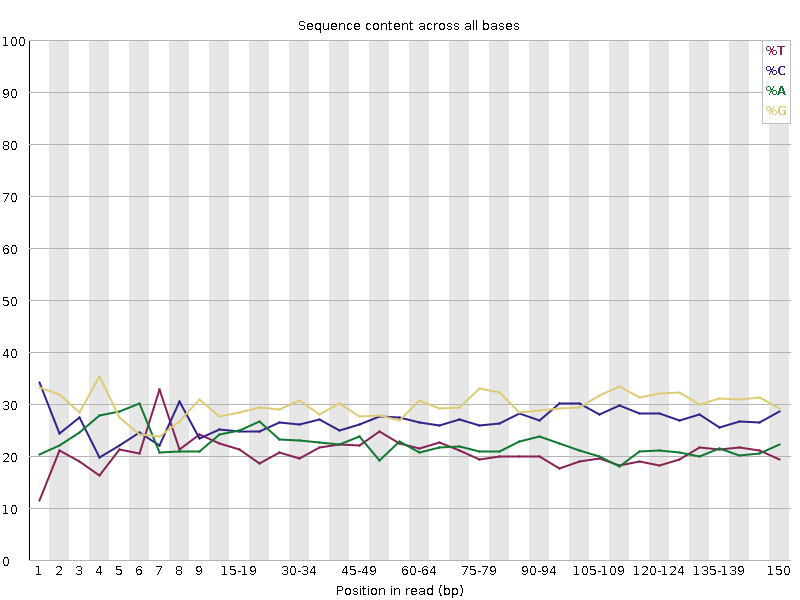 Sequence content across all bases
100
90
80
70
60
50
40
30
20
10
0
%T
%C
%A
%G
1 2 3 4 5 6 7 8 9 15-19 30-34 45-49 60-64 75-79 90-94 105-109 120-124 135-139 150
Position in read (bp)